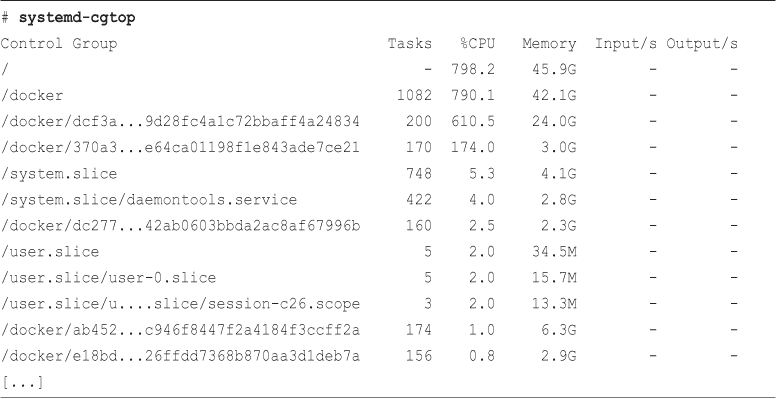 # systemd-cgtop
Control Group Tasks %CPU Memory Input/s Output/s
/ - 798.2 45.9G - -
/docker 1082 790.1 42.1G - -
/docker/dcf3a...9d28fc4a1c72bbaff4a24834 200 610.5 24.0G - -
/docker/370a3...e64ca01198f1e843ade7ce21 170 174.0 3.0G - -
/system.slice 748 5.3 4.1G - -
/system.slice/daemontools.service 422 4.0 2.8G - -
/docker/dc277...42ab0603bbda2ac8af67996b 160 2.5 2.3G - -
/user.slice 5 2.0 34.5M - -
/user.slice/user-0.slice 5 2.0 15.7M - -
/user.slice/u....slice/session-c26.scope 3 2.0 13.3M - -
/docker/ab452...c946f8447f2a4184f3ccff2a 174 1.0 6.3G - -
/docker/e18bd...26ffdd7368b870aa3d1deb7a 156 0.8 2.9G - -
[...]